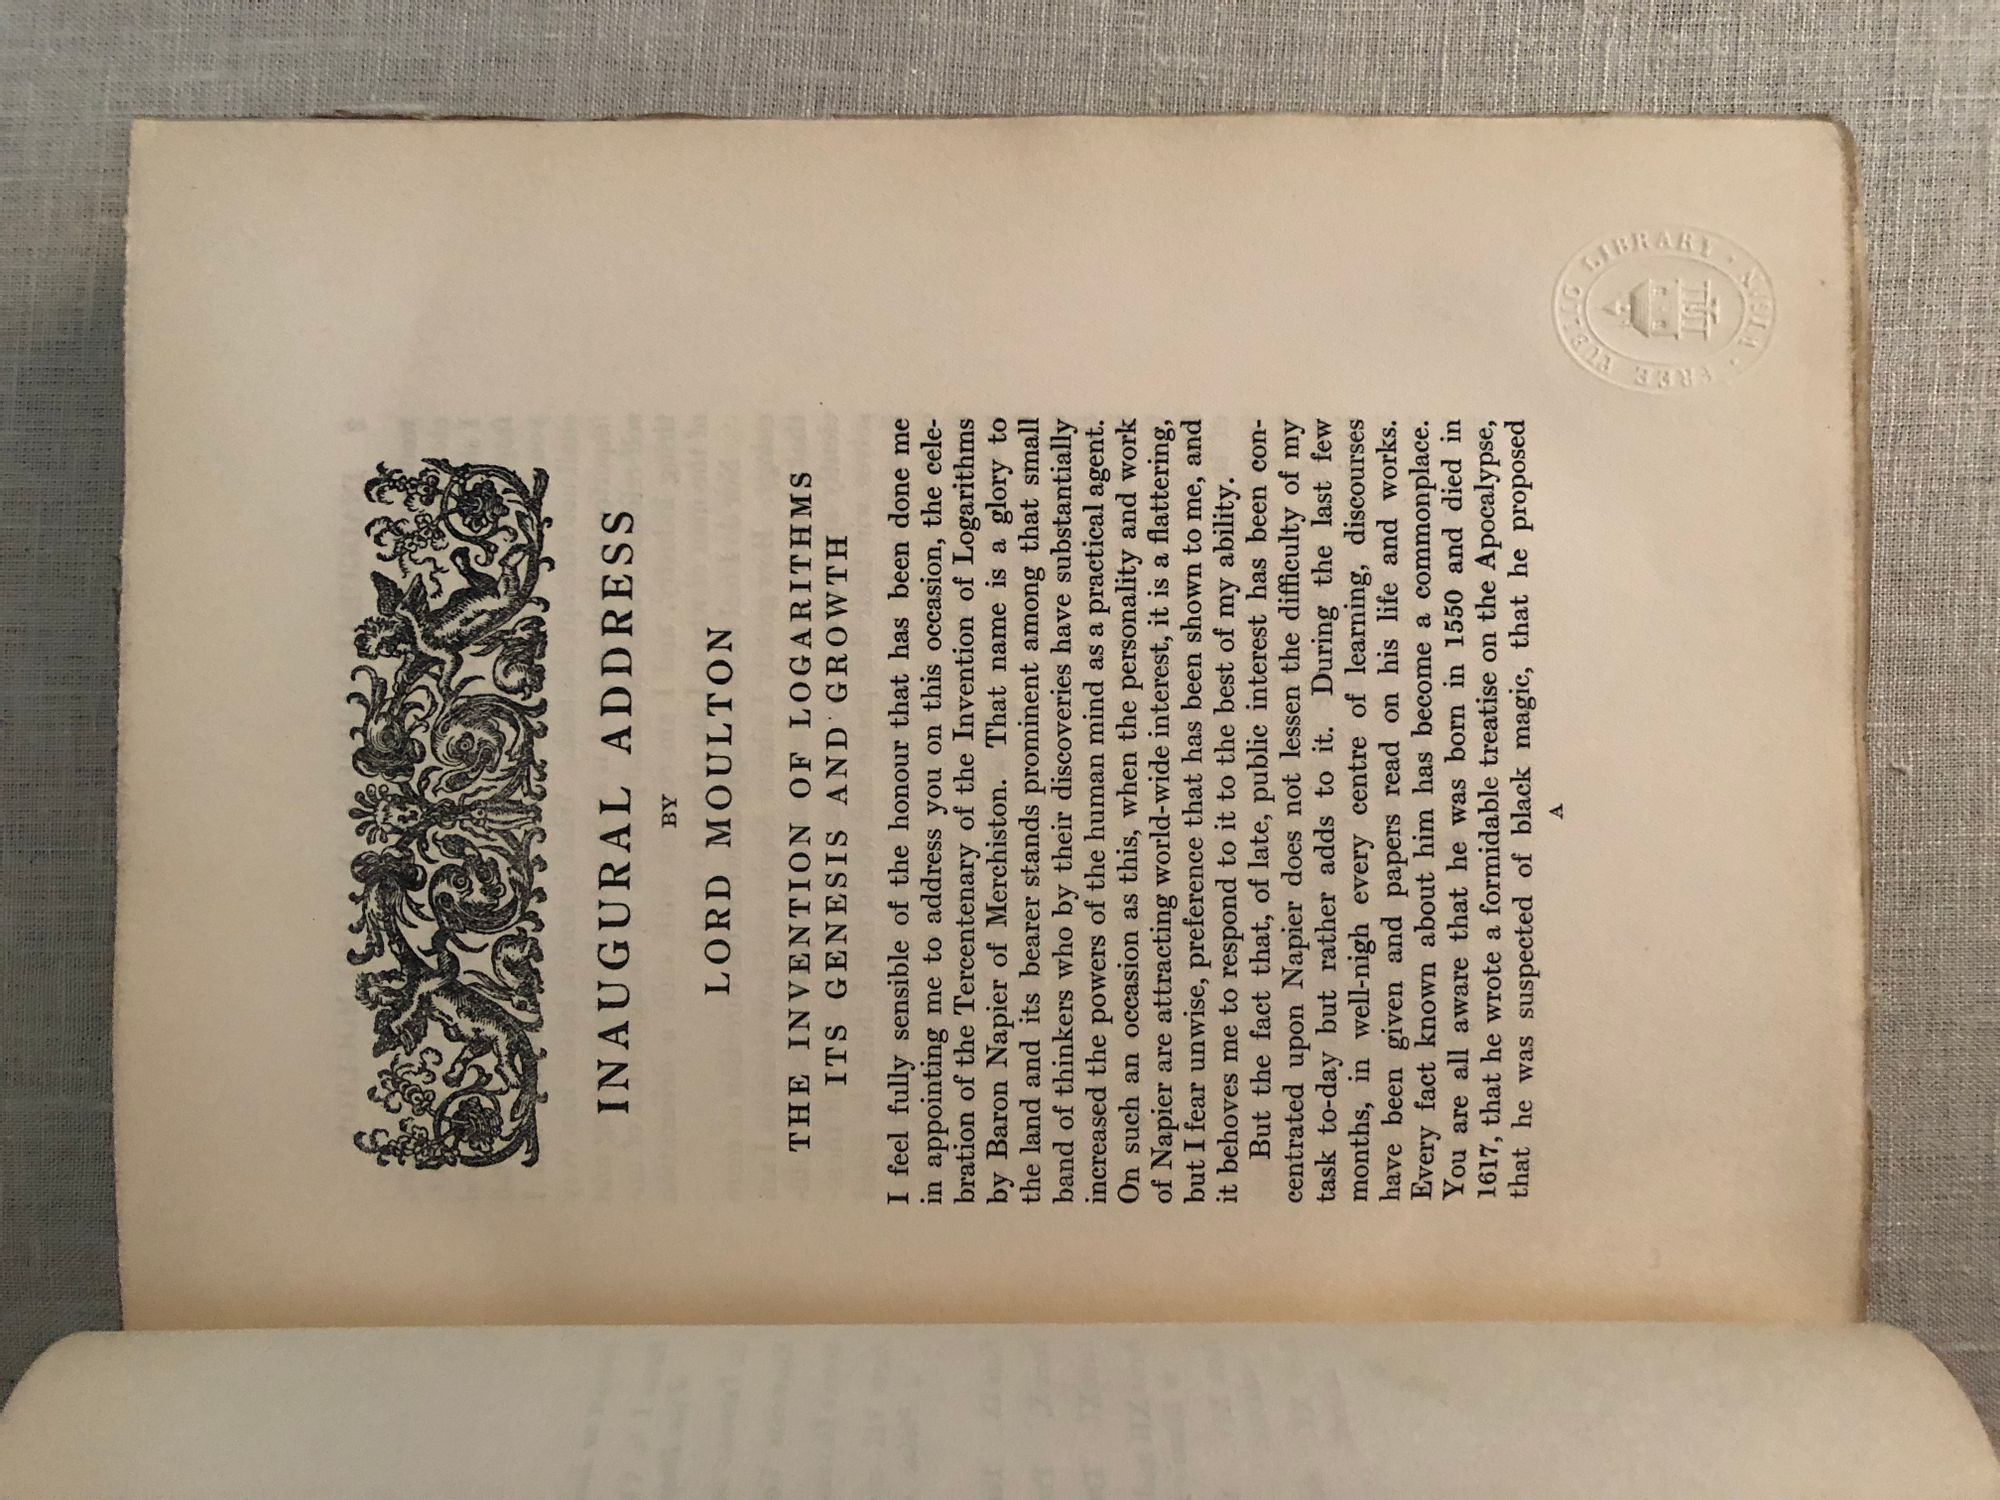 INAUGURAL ADDRESS
BY
LORD MOULTON
THE INVENTION OF LOGARITHMS
ITS GENESIS AND GROWTH
I feel fully sensible of the honour that has been done me
in appointing me to address you on this occasion, the cele-
bration of the Tercentenary of the Invention of Logarithms
by Baron Napier of Merchiston. That name is a glory to
the land and its bearer stands prominent among that small
band of thinkers who by their discoveries have substantially
increased the powers of the human mind as a practical agent.
On such an occasion as this, when the personality and work
of Napier are attracting world-wide interest, it is a flattering,
but I fear unwise, preference that has been shown to me, and
it behoves me to respond to it to the best of my ability.
But the fact that, of late, public interest has been con-
centrated upon Napier does not lessen the difficulty of my
task to-day but rather adds to it. During the last few
months, in well-nigh every centre of learning, discourses
have been given and papers read on his life and works.
Every fact known about him has become a commonplace.
You are all aware that he was born in 1550 and died in
1617, that he wrote a formidable treatise on the Apocalypse,
that he was suspected of black magic, that he proposed
A
FREE PUBLIC LIBRARY